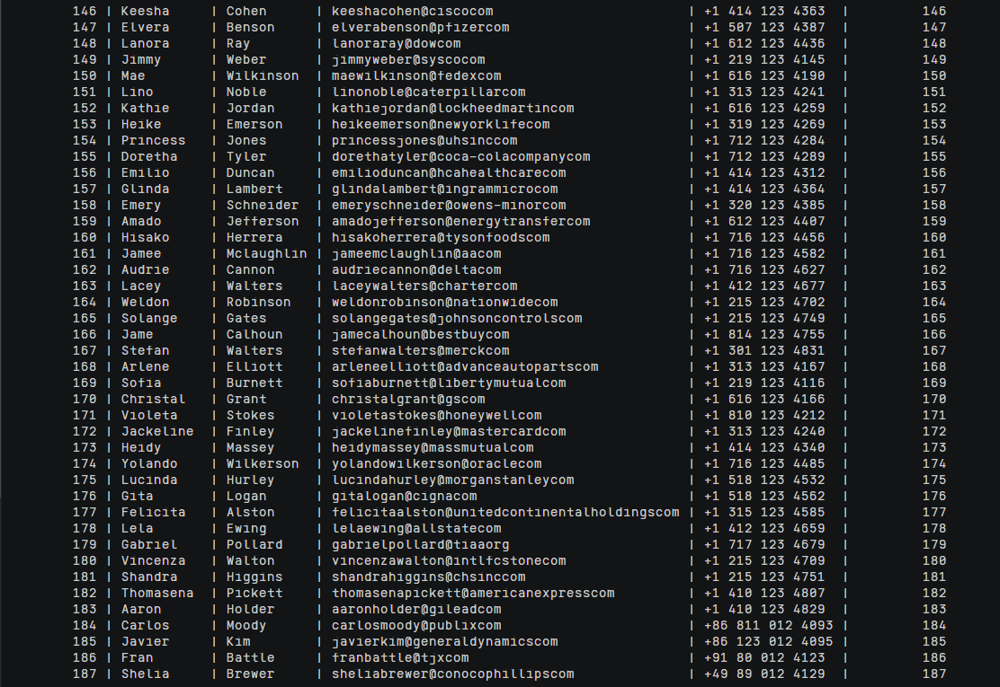 146 | Keesha | Cohen | keeshacohen@ciscocom | +1 414 123 4363 | 146
147 | Elvera | Benson | elverabenson@pfizercom | +1 507 123 4387 | 147
148 | Lanora | Ray | lanoraray@dowcom | +1 612 123 4436 | 148
149 | Jimmy | Weber | jimmyweber@syscocom | +1 219 123 4145 | 149
150 | Mae | Wilkinson | maewilkinson@fedexcom | +1 616 123 4190 | 150
151 | Lino | Noble | linonoble@caterpillarcom | +1 313 123 4241 | 151
152 | Kathie | Jordan | kathiejordan@lockheedmartincom | +1 616 123 4259 | 152
153 | Heike | Emerson | heikeemerson@newyorklifecom | +1 319 123 4269 | 153
154 | Princess | Jones | princessjones@uhsinccom | +1 712 123 4284 | 154
155 | Doretha | Tyler | dorethatyler@coca-colacompanycom | +1 712 123 4289 | 155
156 | Emilio | Duncan | emilioduncan@hcahealthcarecom | +1 414 123 4312 | 156
157 | Glinda | Lambert | glindalambert@ingrammicrocom | +1 414 123 4364 | 157
158 | Emery | Schneider | emeryschneider@owens-minorcom | +1 320 123 4385 | 158
159 | Amado | Jefferson | amadojefferson@energytransfercom | +1 612 123 4407 | 159
160 | Hisako | Herrera | hisakoherrera@tysonfoodscom | +1 716 123 4456 | 160
161 | Jamee | Mclaughlin | jameemclaughlin@aacom | +1 716 123 4582 | 161
162 | Audrie | Cannon | audriecannon@deltacom | +1 716 123 4627 | 162
163 | Lacey | Walters | laceywalters@chartercom | +1 412 123 4677 | 163
164 | Weldon | Robinson | weldonrobinson@nationwidecom | +1 215 123 4702 | 164
165 | Solange | Gates | solangegates@johnsoncontrolscom | +1 215 123 4749 | 165
166 | Jame | Calhoun | jamecalhoun@bestbuycom | +1 814 123 4755 | 166
167 | Stefan | Walters | stefanwalters@merckcom | +1 301 123 4831 | 167
168 | Arlene | Elliott | arleneelliott@advanceautopartscom | +1 313 123 4167 | 168
169 | Sofia | Burnett | sofiaburnett@libertymutualcom | +1 219 123 4116 | 169
170 | Christal | Grant | christalgrant@gscom | +1 616 123 4166 | 170
171 | Violeta | Stokes | violetastokes@honeywellcom | +1 810 123 4212 | 171
172 | Jackeline | Finley | jackelinefinley@mastercardcom | +1 313 123 4240 | 172
173 | Heidy | Massey | heidymassey@massmutualcom | +1 414 123 4340 | 173
174 | Yolando | Wilkerson | yolandowilkerson@oraclecom | +1 716 123 4485 | 174
175 | Lucinda | Hurley | lucindahurley@morganstanleycom | +1 518 123 4532 | 175
176 | Gita | Logan | gitalogan@cignacom | +1 518 123 4562 | 176
177 | Felicita | Alston | felicitaalston@unitedcontinentalholdingscom | +1 315 123 4585 | 177
178 | Lela | Ewing | lelaewing@allstatecom | +1 412 123 4659 | 178
179 | Gabriel | Pollard | gabrielpollard@tiaaorg | +1 717 123 4679 | 179
180 | Vincenza | Walton | vincenzawalton@intlfcstonecom | +1 215 123 4709 | 180
181 | Shandra | Higgins | shandrahiggins@chsinccom | +1 215 123 4751 | 181
182 | Thomasena | Pickett | thomasenapickett@americanexpresscom | +1 410 123 4807 | 182
183 | Aaron | Holder | aaronholder@gileadcom | +1 410 123 4829 | 183
184 | Carlos | Moody | carlosmoody@publixcom | +86 811 012 4093 | 184
185 | Javier | Kim | javierkim@generaldynamicscom | +86 123 012 4095 | 185
186 | Fran | Battle | franbattle@tjxcom | +91 80 012 4123 | 186
187 | Shelia | Brewer | sheliabrewer@conocophillipscom | +49 89 012 4129 | 187